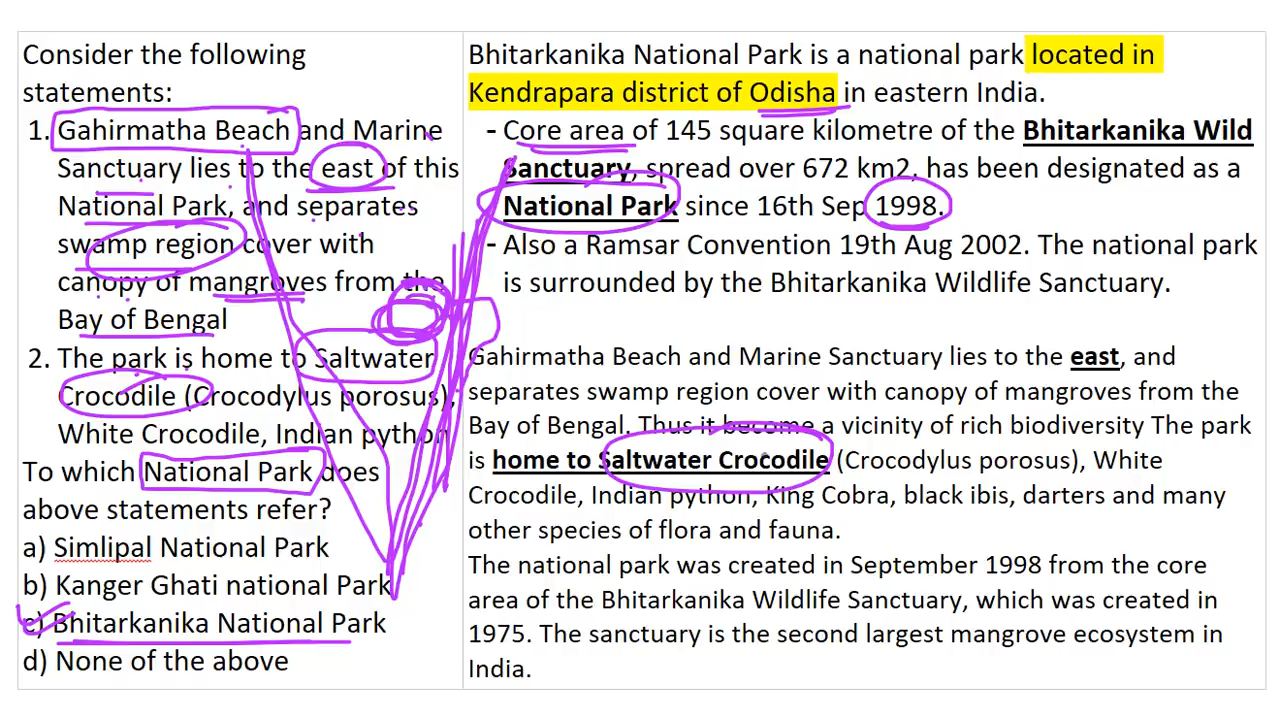 Consider the following
statements:
1. Gahirmatha Beach and Marine
Sanctuary lies to the east of this
National Park, and separates
swamp region cover with
canopy of mangroves from the
Bay of Bengal
2. The park is home to Saltwater
Crocodile (Crocodylus porosus),
White Crocodile, Indian python
To which National Park does
above statements refer?
a) Simlipal National Park
b) Kanger Ghati national Park
c) Bhitarkanika National Park
d) None of the above
Bhitarkanika National Park is a national park located in
Kendrapara district of Odisha in eastern India.
- Core area of 145 square kilometre of the Bhitarkanika Wild
Sanctuary, spread over 672 km2, has been designated as a
National Park since 16th Sep 1998.
- Also a Ramsar Convention 19th Aug 2002. The national park
is surrounded by the Bhitarkanika Wildlife Sanctuary.
Gahirmatha Beach and Marine Sanctuary lies to the east, and
separates swamp region cover with canopy of mangroves from the
Bay of Bengal. Thus it become a vicinity of rich biodiversity The park
is home to Saltwater Crocodile (Crocodylus porosus), White
Crocodile, Indian python, King Cobra, black ibis, darters and many
other species of flora and fauna.
The national park was created in September 1998 from the core
area of the Bhitarkanika Wildlife Sanctuary, which was created in
1975. The sanctuary is the second largest mangrove ecosystem in
India.